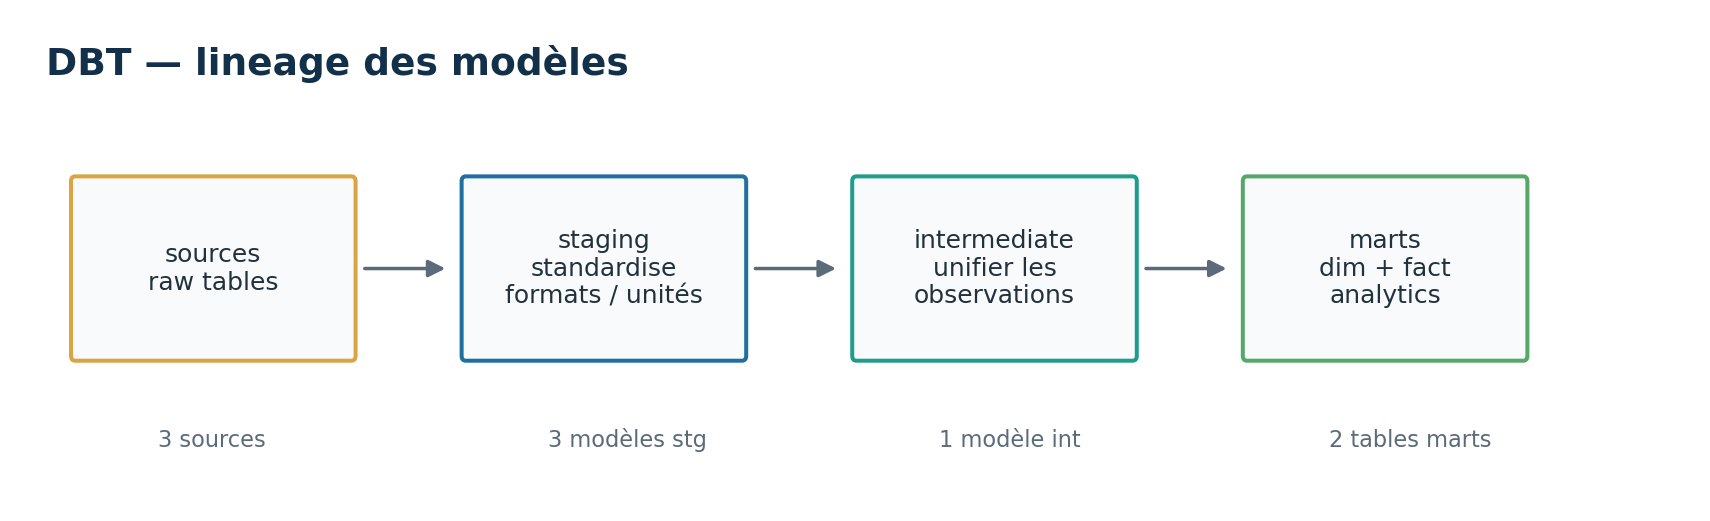 DBT — lineage des modèles
sources
raw tables
staging
standardise
formats / unités
intermediate
unifier les
observations
marts
dim + fact
analytics
3 sources
3 modèles stg
1 modèle int
2 tables marts